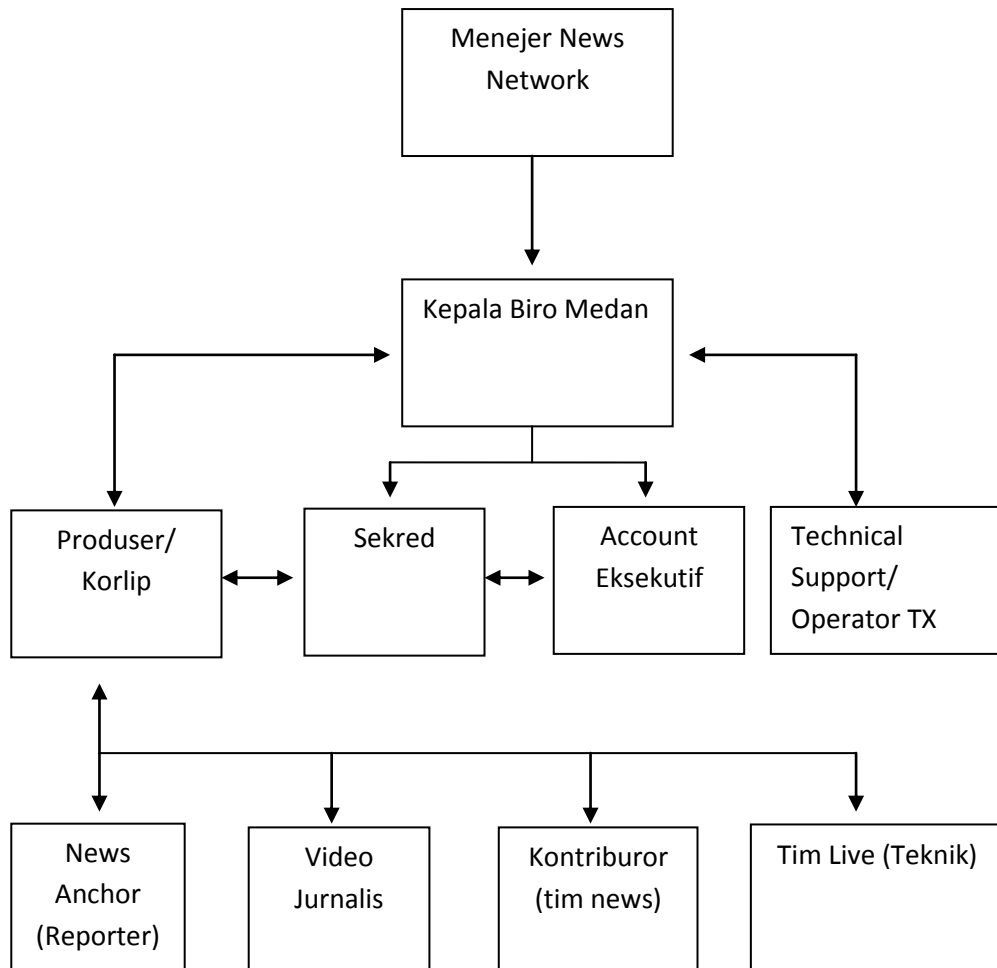 Menejer News
Network
Kepala Biro Medan
Produser/
Korlip
Sekred
Account
Eksekutif
Technical
Support/
Operator TX
News
Anchor
(Reporter)
Video
Jurnalis
Kontriburor
(tim news)
Tim Live (Teknik)